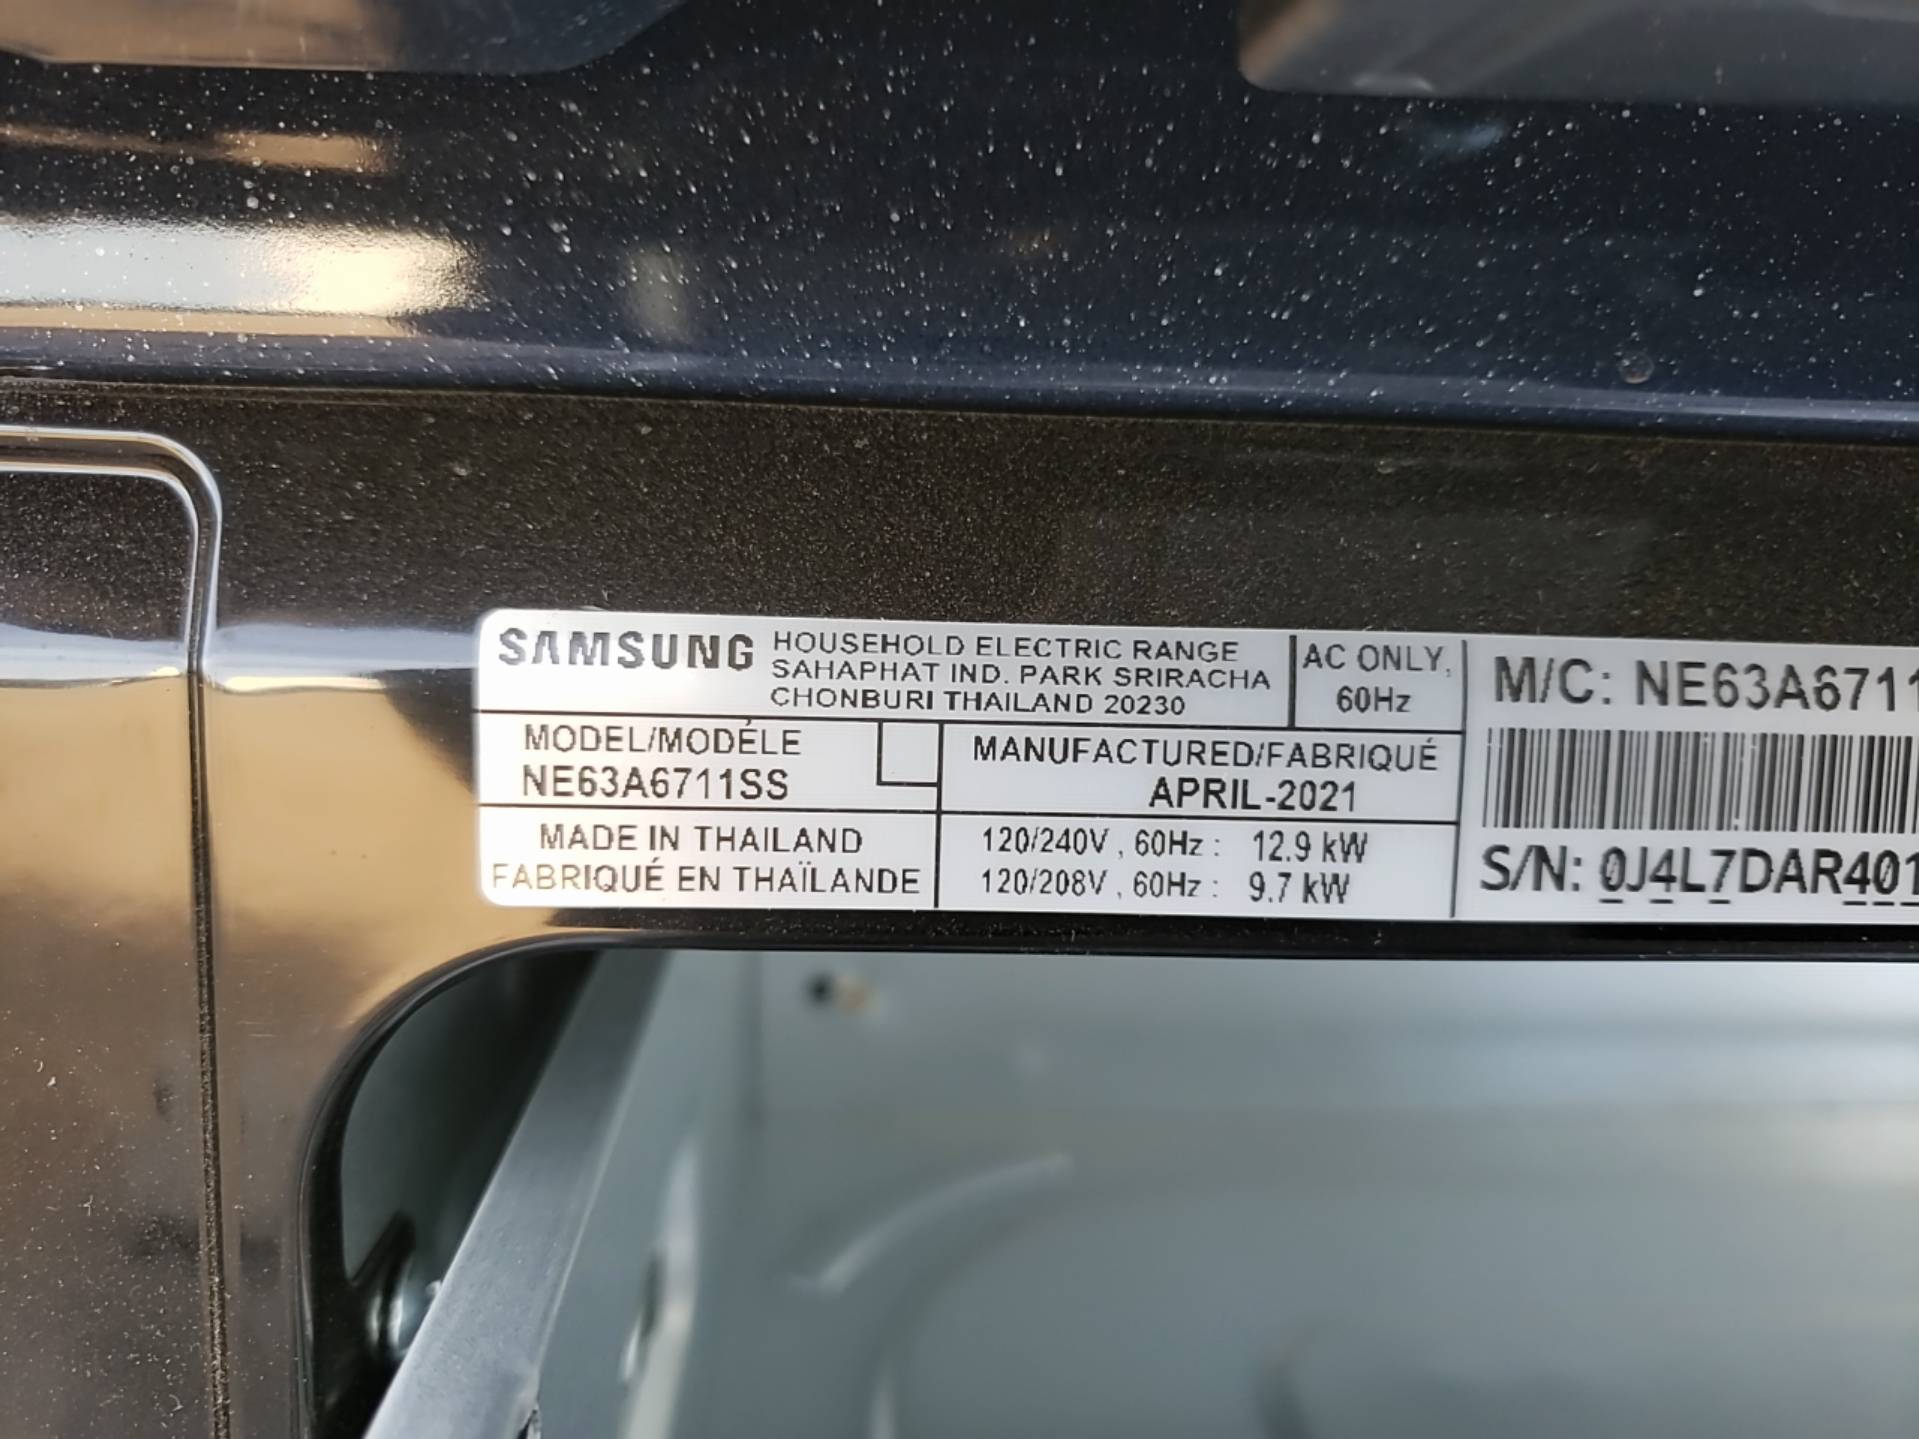 SAMSUNG
HOUSEHOLD ELECTRIC RANGE
SAHAPHAT IND. PARK SRIRACHA
CHONBURI THAILAND 20230
AC ONLY,
60Hz
MODEL/MODÉLE
NE63A6711SS
MANUFACTURED/FABRIQUÉ
APRIL-2021
MADE IN THAILAND
FABRIQUÉ EN THAÏLANDE
120/240V , 60Hz : 12.9 kW
120/208V , 60Hz : 9.7 kW
M/C: NE63A6711
S/N: 0J4L7DAR401